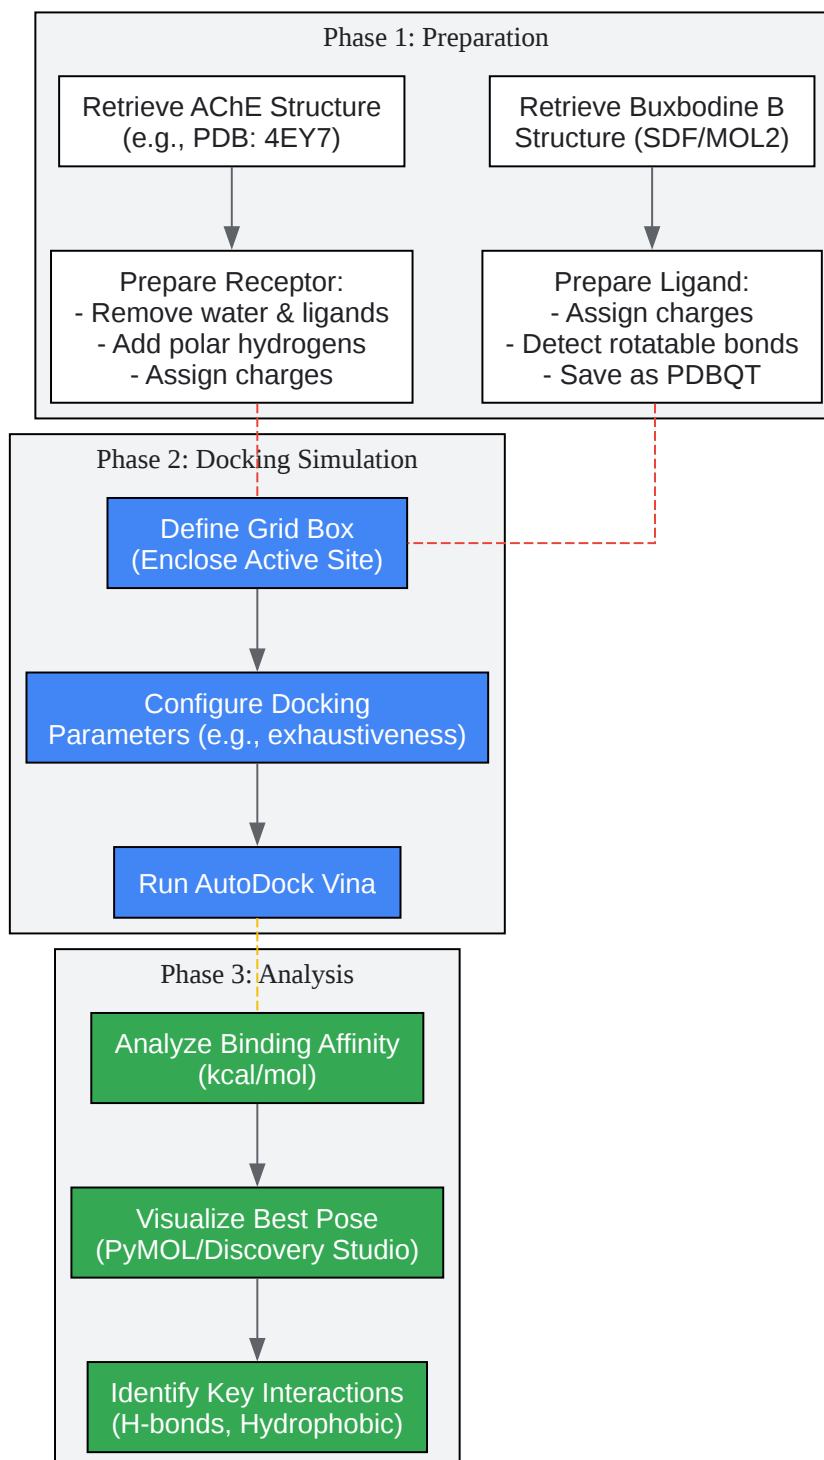 Phase 1: Preparation
Retrieve AChE Structure
(e.g., PDB: 4EY7)
Retrieve Buxbodine B
Structure (SDF/MOL2)
Prepare Receptor:
- Remove water & ligands
- Add polar hydrogens
- Assign charges
Prepare Ligand:
- Assign charges
- Detect rotatable bonds
- Save as PDBQT
Phase 2: Docking Simulation
Define Grid Box
(Enclose Active Site)
Configure Docking
Parameters (e.g., exhaustiveness)
Run AutoDock Vina
Phase 3: Analysis
Analyze Binding Affinity
(kcal/mol)
Visualize Best Pose
(PyMOL/Discovery Studio)
Identify Key Interactions
(H-bonds, Hydrophobic)